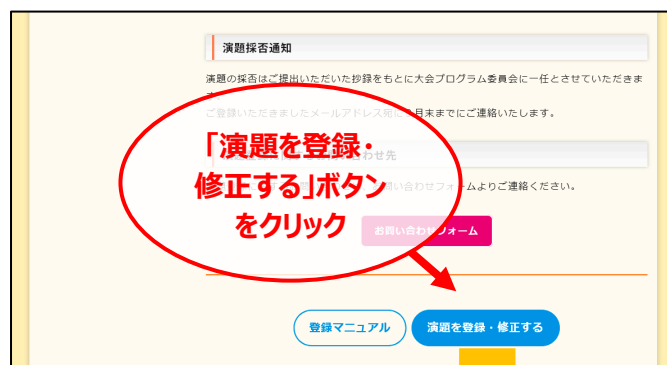 演題採否通知
演題の採否はご提出いただいた抄録をもとに大会プログラム委員会に一任とさせていただきま
す。
ご登録いただきましたメールアドレス宛に 月末までにご連絡いたします。
「演題を登録・
修正する」ボタン
をクリック
合わせ先
お問い合わせフォームよりご連絡ください。
お問い合わせフォーム
登録マニュアル
演題を登録・修正する